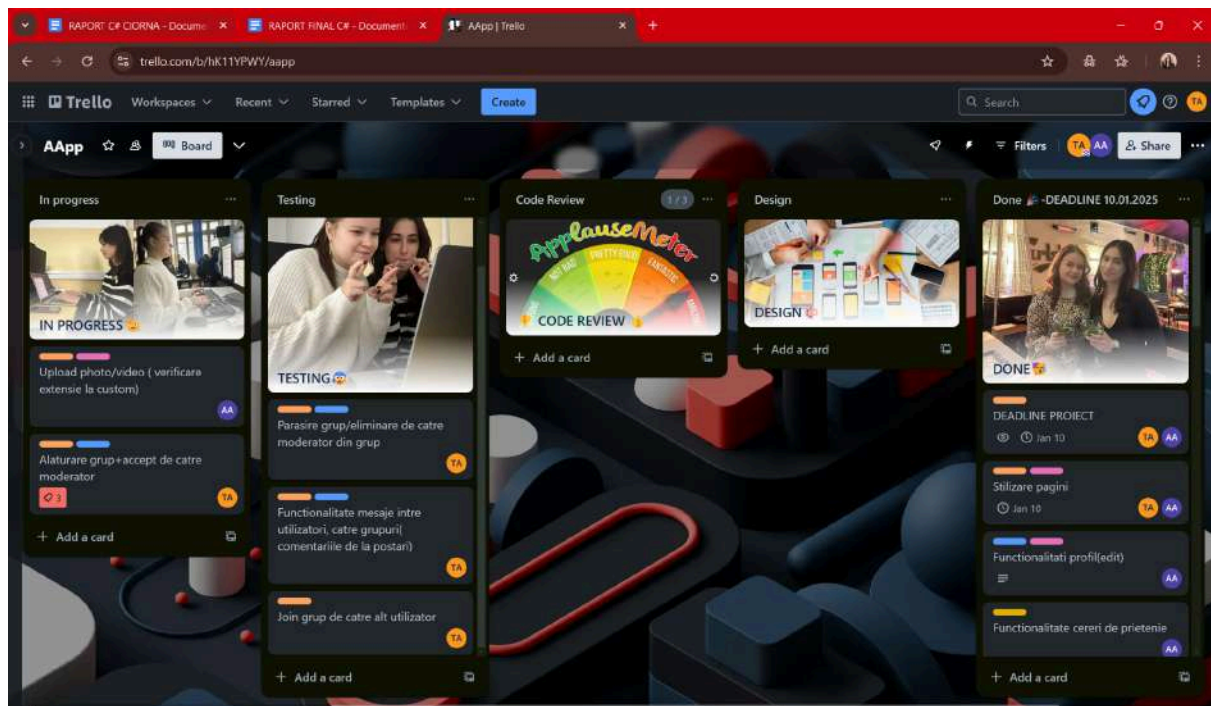 RAPORT C# CIORNA - Docume
RAPORT FINAL C# - Document
AApp | Trello
trello.com/b/hK11YPWY/aapp
Trello
Workspaces
Recent
Starred
Templates
Create
Search
TA
AApp
Board
Filters
TA
AA
Share
In progress
IN PROGRESS
Upload photo/video ( verificare
extensie la custom)
AA
Alaturare grup+accept de catre
moderator
3
TA
+ Add a card
Testing
TESTING
Parasire grup/eliminare de catre
moderator din grup
TA
Functionalitate mesaje intre
utilizatori, catre grupuri(
comentariile de la postari)
TA
Join grup de catre alt utilizator
TA
+ Add a card
Code Review
1 / 3
ApplauseMeter
NOT BAD
PRETTY GOOD
FANTASTIC
CODE REVIEW
+ Add a card
Design
DESIGN
+ Add a card
Done 🎉-DEADLINE 10.01.2025
DONE
DEADLINE PROIECT
Jan 10
TA
AA
Stilizare pagini
Jan 10
TA
AA
Functionalitati profil(edit)
AA
Functionalitate cereri de prietenie
AA
+ Add a card